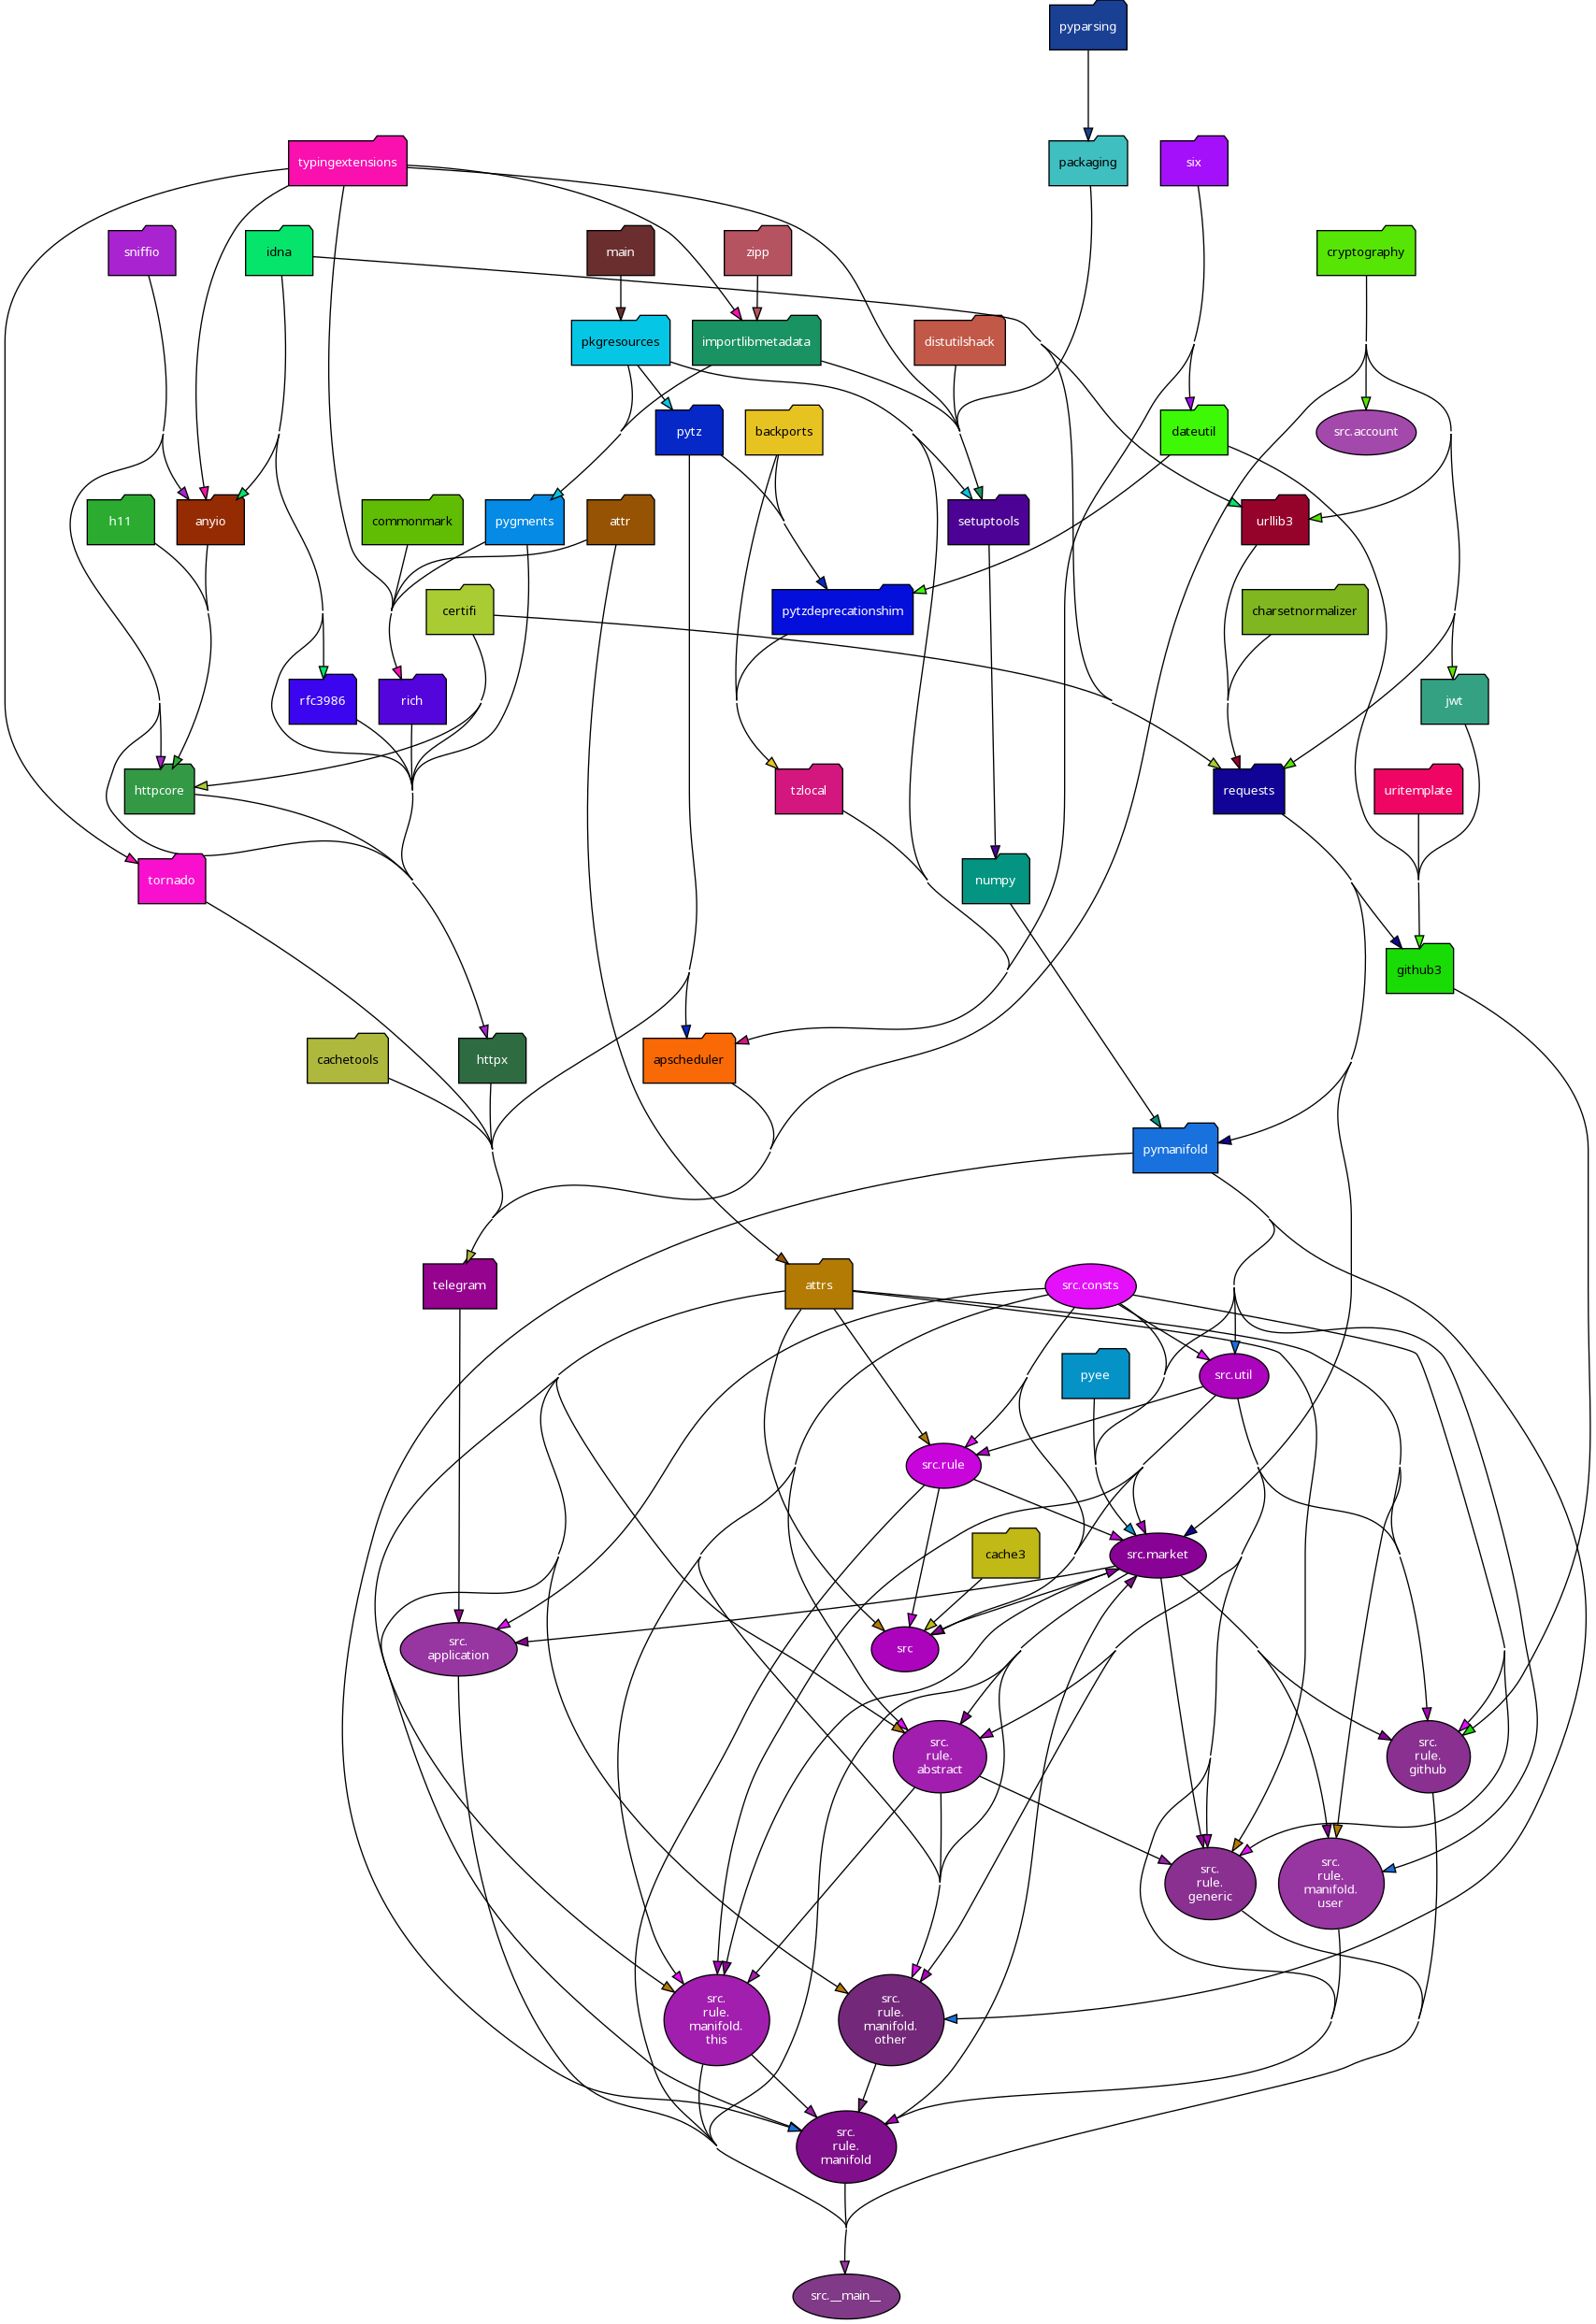 pyparsing
typingextensions
packaging
six
sniffio
idna
main
zipp
cryptography
pkgresources
importlibmetadata
distutilshack
pytz
backports
dateutil
src.account
h11
anyio
commonmark
pygments
attr
setuptools
urllib3
certifi
pytzdeprecationshim
charsetnormalizer
rfc3986
rich
jwt
httpcore
tzlocal
requests
uritemplate
tornado
numpy
github3
cachetools
httpx
apscheduler
pymanifold
telegram
attrs
src.consts
pyee
src.util
src.rule
cache3
src.market
src.
application
src
src.
rule.
abstract
src.
rule.
github
src.
rule.
generic
src.
rule.
manifold.
user
src.
rule.
manifold.
this
src.
rule.
manifold.
other
src.
rule.
manifold
src.__main__